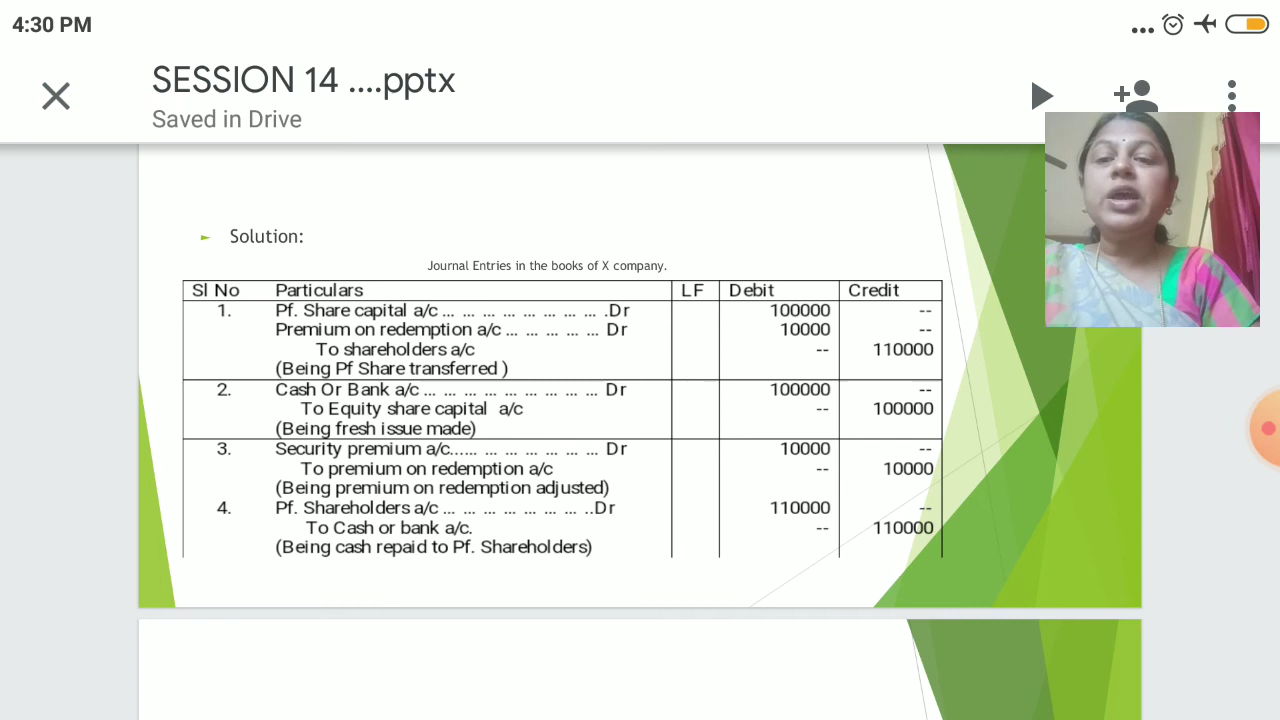 4:30 PM
SESSION 14 ....pptx
Saved in Drive
Solution:
Journal Entries in the books of X company.
Sl No Particulars LF Debit Credit
1. Pf. Share capital a/c ... ... ... ... ... ... ... ... .Dr 100000 --
Premium on redemption a/c ... ... ... ... ... Dr 10000 --
To shareholders a/c -- 110000
(Being Pf Share transferred )
2. Cash Or Bank a/c ... ... ... ... ... ... ... ... ... Dr 100000 --
To Equity share capital a/c -- 100000
(Being fresh issue made)
3. Security premium a/c...... ... ... ... ... ... ... Dr 10000 --
To premium on redemption a/c -- 10000
(Being premium on redemption adjusted)
4. Pf. Shareholders a/c ... ... ... ... ... ... ... ..Dr 110000 --
To Cash or bank a/c. -- 110000
(Being cash repaid to Pf. Shareholders)